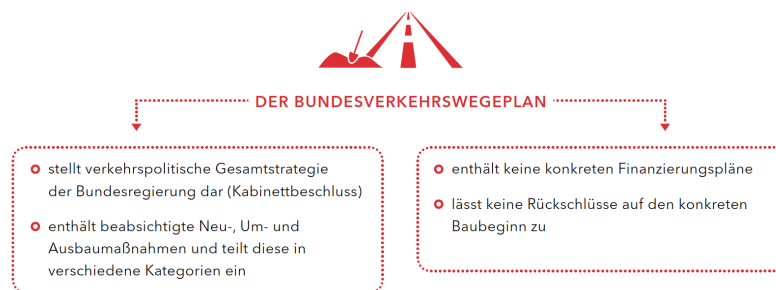 DER BUNDESVERKEHRSWEGEPLAN
stellt verkehrspolitische Gesamtstrategie
der Bundesregierung dar (Kabinettbeschluss)
enthält beabsichtigte Neu-, Um- und
Ausbaumaßnahmen und teilt diese in
verschiedene Kategorien ein
enthält keine konkreten Finanzierungspläne
lässt keine Rückschlüsse auf den konkreten
Baubeginn zu